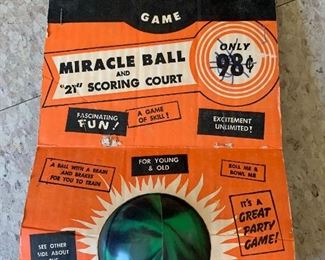 GAME
MIRACLE BALL
AND
"21" SCORING COURT
ONLY
98¢
FASCINATING
FUN!
A GAME
OF SKILL!
EXCITEMENT
UNLIMITED!
A BALL WITH A BRAIN
AND BRAKES
FOR YOU TO TRAIN
FOR YOUNG
& OLD
ROLL ME &
BOWL ME
IT'S A
GREAT
PARTY
GAME!
SEE OTHER
SIDE ABOUT